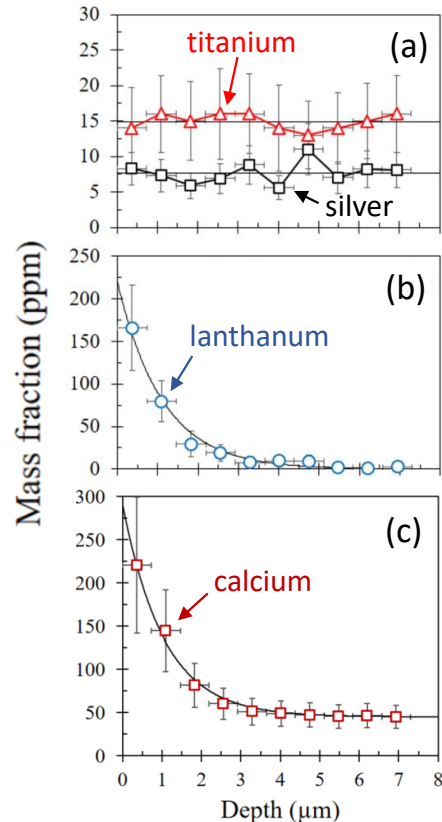 Mass fraction (ppm)
30
25
20
15
10
5
0
titanium
(a)
silver
250
200
150
100
50
0
(b)
lanthanum
300
250
200
150
100
50
0
(c)
calcium
0 1 2 3 4 5 6 7 8
Depth (µm)